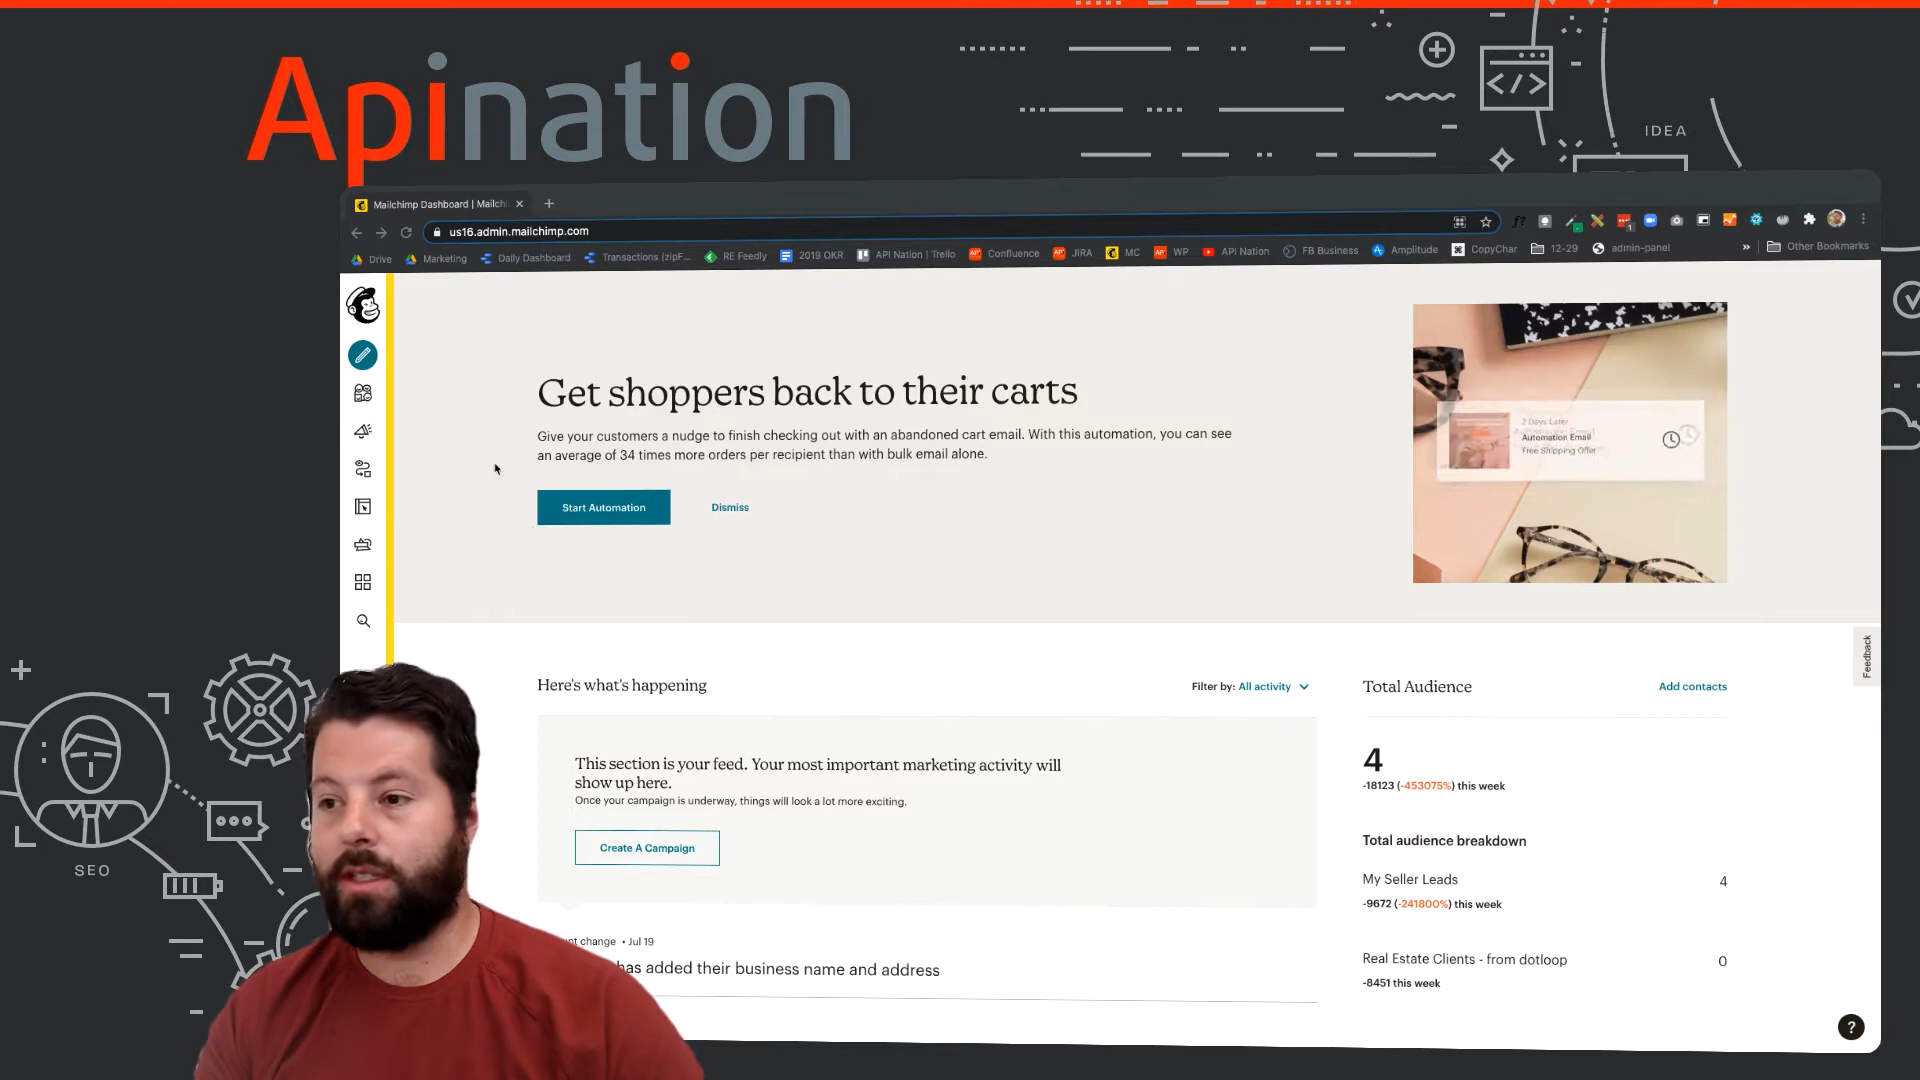 Apination
IDEA
Mailchimp Dashboard | Mailch
us16.admin.mailchimp.com
Drive
Marketing
Daily Dashboard
Transactions (zipF...
RE Feedly
2019 OKR
API Nation | Trello
Confluence
JIRA
MC
WP
API Nation
FB Business
Amplitude
CopyChar
12-29
admin-panel
Other Bookmarks
Get shoppers back to their carts
Give your customers a nudge to finish checking out with an abandoned cart email. With this automation, you can see
an average of 34 times more orders per recipient than with bulk email alone.
Start Automation
Dismiss
Automation Email
Free Shipping Offer
Feedback
Here's what's happening
Filter by: All activity
Total Audience
Add contacts
This section is your feed. Your most important marketing activity will
show up here.
Once your campaign is underway, things will look a lot more exciting.
Create A Campaign
4
-18123 (-453075%) this week
Total audience breakdown
My Seller Leads
4
-9672 (-241800%) this week
Real Estate Clients - from dotloop
0
-8451 this week
change • Jul 19
has added their business name and address
SEO
?